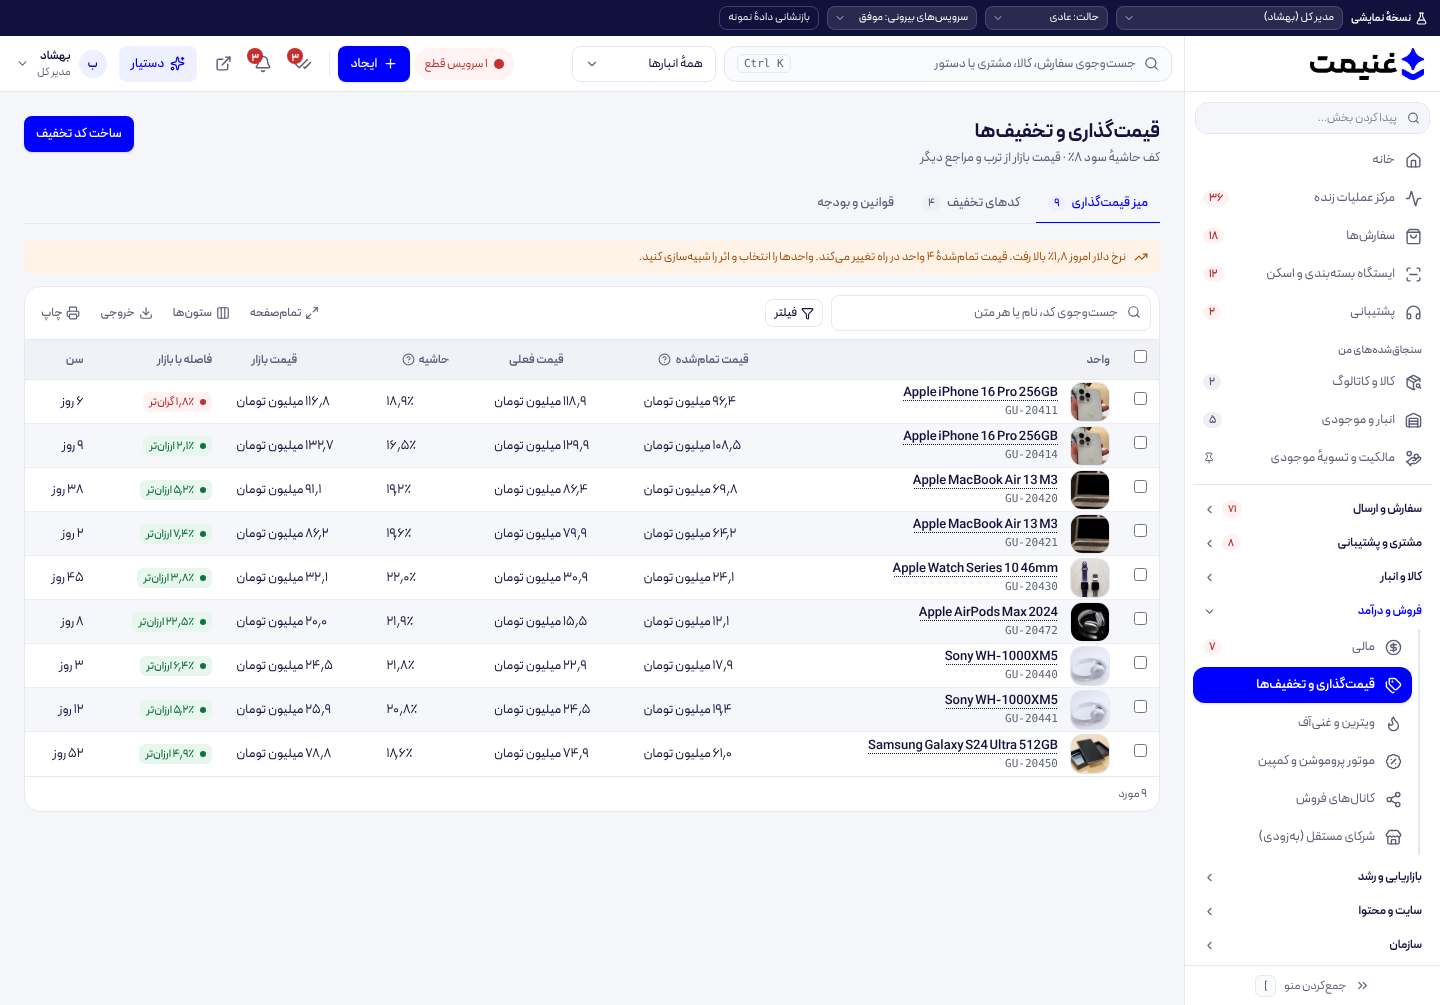 نسخهٔ نمایشی
مدیر کل (بهشاد)
حالت: عادی
سرویس‌های بیرونی: موفق
بازنشانی دادهٔ نمونه
غنیمت
جست‌وجوی سفارش، کالا، مشتری یا دستور
Ctrl K
همهٔ انبارها
۱ سرویس قطع
ایجاد
۳
۳
دستیار
ب
بهشاد
مدیر کل
پیدا کردن بخش...
خانه
مرکز عملیات زنده ۳۶
سفارش‌ها ۱۸
ایستگاه بسته‌بندی و اسکن ۱۲
پشتیبانی ۲
سنجاق‌شده‌های من
کالا و کاتالوگ ۲
انبار و موجودی ۵
مالکیت و تسویهٔ موجودی
سفارش و ارسال ۷۱
مشتری و پشتیبانی ۸
کالا و انبار
فروش و درآمد
مالی ۷
قیمت‌گذاری و تخفیف‌ها
ویترین و غنی‌آف
موتور پروموشن و کمپین
کانال‌های فروش
شرکای مستقل (به‌زودی)
بازاریابی و رشد
سایت و محتوا
سازمان
جمع‌کردن منو [
قیمت‌گذاری و تخفیف‌ها
کف حاشیهٔ سود ۸٪ · قیمت بازار از ترب و مراجع دیگر
ساخت کد تخفیف
میز قیمت‌گذاری ۹
کدهای تخفیف ۴
قوانین و بودجه
نرخ دلار امروز ۱٫۸٪ بالا رفت. قیمت تمام‌شدهٔ ۴ واحد در راه تغییر می‌کند. واحدها را انتخاب و اثر را شبیه‌سازی کنید.
جست‌وجوی کد، نام یا هر متن
فیلتر
تمام‌صفحه
ستون‌ها
خروجی
چاپ
واحد قیمت تمام‌شده قیمت فعلی حاشیه قیمت بازار فاصله با بازار سن
Apple iPhone 16 Pro 256GB
GU-20411
۹۶٫۴ میلیون تومان ۱۱۸٫۹ میلیون تومان ۱۸٫۹٪ ۱۱۶٫۸ میلیون تومان ۱٫۸٪ گران‌تر ۶ روز
Apple iPhone 16 Pro 256GB
GU-20414
۱۰۸٫۵ میلیون تومان ۱۲۹٫۹ میلیون تومان ۱۶٫۵٪ ۱۳۲٫۷ میلیون تومان ۲٫۱٪ ارزان‌تر ۹ روز
Apple MacBook Air 13 M3
GU-20420
۶۹٫۸ میلیون تومان ۸۶٫۴ میلیون تومان ۱۹٫۲٪ ۹۱٫۱ میلیون تومان ۵٫۲٪ ارزان‌تر ۳۸ روز
Apple MacBook Air 13 M3
GU-20421
۶۴٫۲ میلیون تومان ۷۹٫۹ میلیون تومان ۱۹٫۶٪ ۸۶٫۲ میلیون تومان ۷٫۴٪ ارزان‌تر ۲ روز
Apple Watch Series 10 46mm
GU-20430
۲۴٫۱ میلیون تومان ۳۰٫۹ میلیون تومان ۲۲٫۰٪ ۳۲٫۱ میلیون تومان ۳٫۸٪ ارزان‌تر ۴۵ روز
Apple AirPods Max 2024
GU-20472
۱۲٫۱ میلیون تومان ۱۵٫۵ میلیون تومان ۲۱٫۹٪ ۲۰٫۰ میلیون تومان ۲۲٫۵٪ ارزان‌تر ۸ روز
Sony WH-1000XM5
GU-20440
۱۷٫۹ میلیون تومان ۲۲٫۹ میلیون تومان ۲۱٫۸٪ ۲۴٫۵ میلیون تومان ۶٫۴٪ ارزان‌تر ۳ روز
Sony WH-1000XM5
GU-20441
۱۹٫۴ میلیون تومان ۲۴٫۵ میلیون تومان ۲۰٫۸٪ ۲۵٫۹ میلیون تومان ۵٫۲٪ ارزان‌تر ۱۲ روز
Samsung Galaxy S24 Ultra 512GB
GU-20450
۶۱٫۰ میلیون تومان ۷۴٫۹ میلیون تومان ۱۸٫۶٪ ۷۸٫۸ میلیون تومان ۴٫۹٪ ارزان‌تر ۵۲ روز
۹ مورد